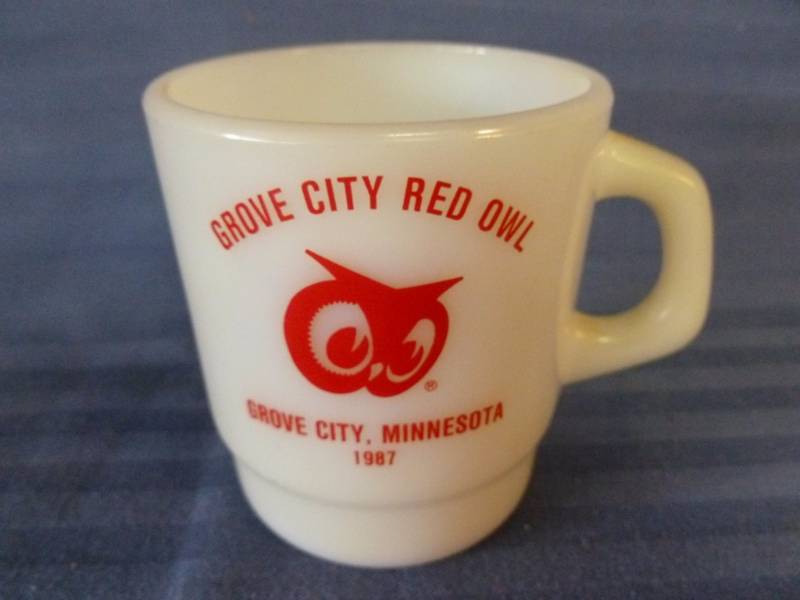 GROVE CITY RED OWL
®
GROVE CITY, MINNESOTA
1987